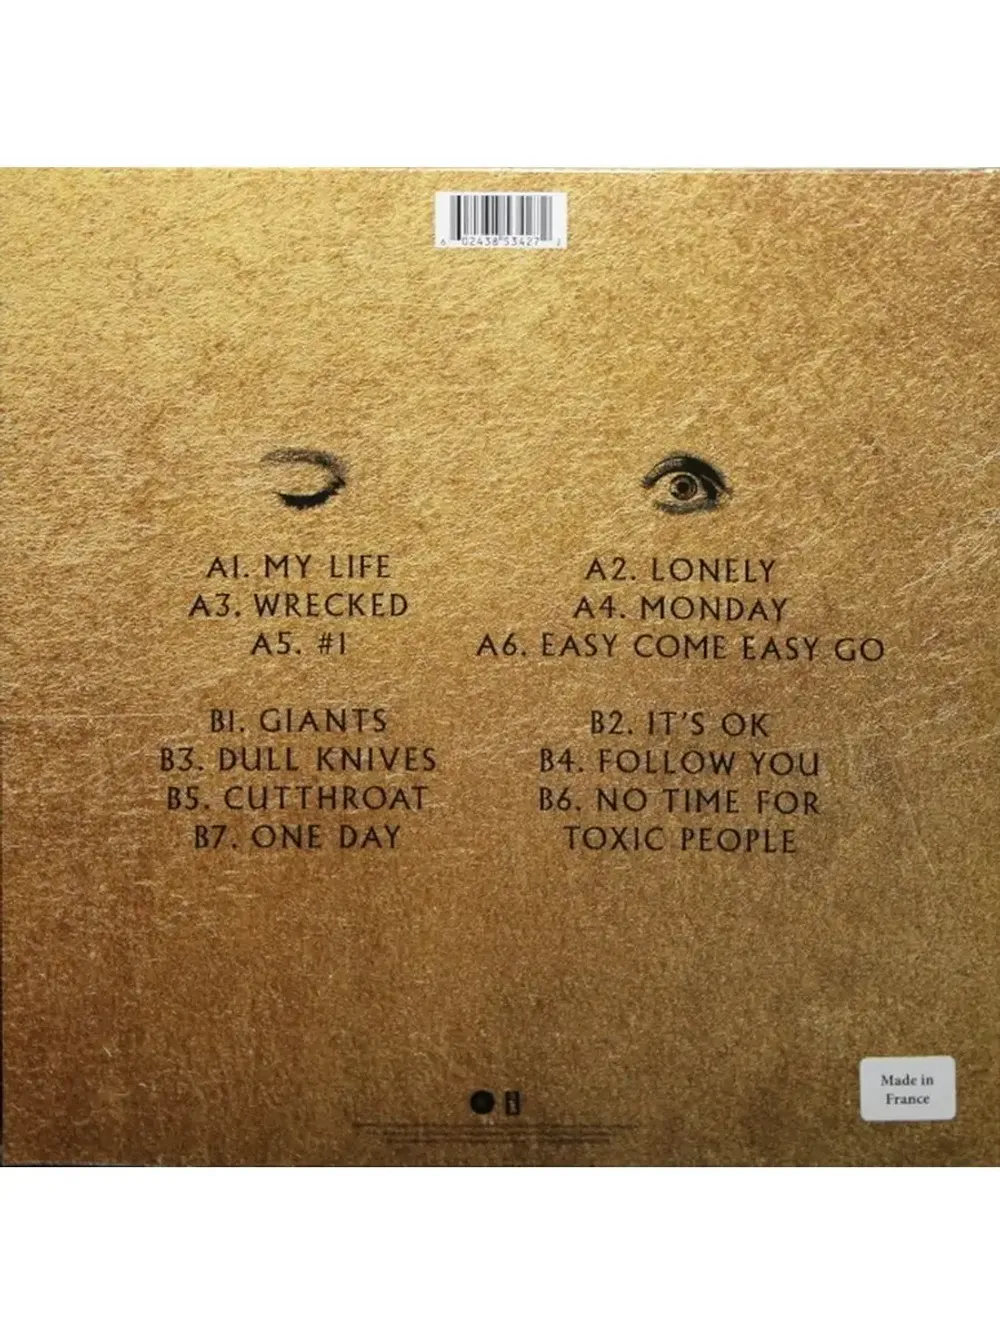 6 02438 53427
A1. MY LIFE
A2. LONELY
A3. WRECKED
A4. MONDAY
A5. #1
A6. EASY COME EASY GO
B1. GIANTS
B2. IT'S OK
B3. DULL KNIVES
B4. FOLLOW YOU
B5. CUTTHROAT
B6. NO TIME FOR
TOXIC PEOPLE
B7. ONE DAY
Made in
France